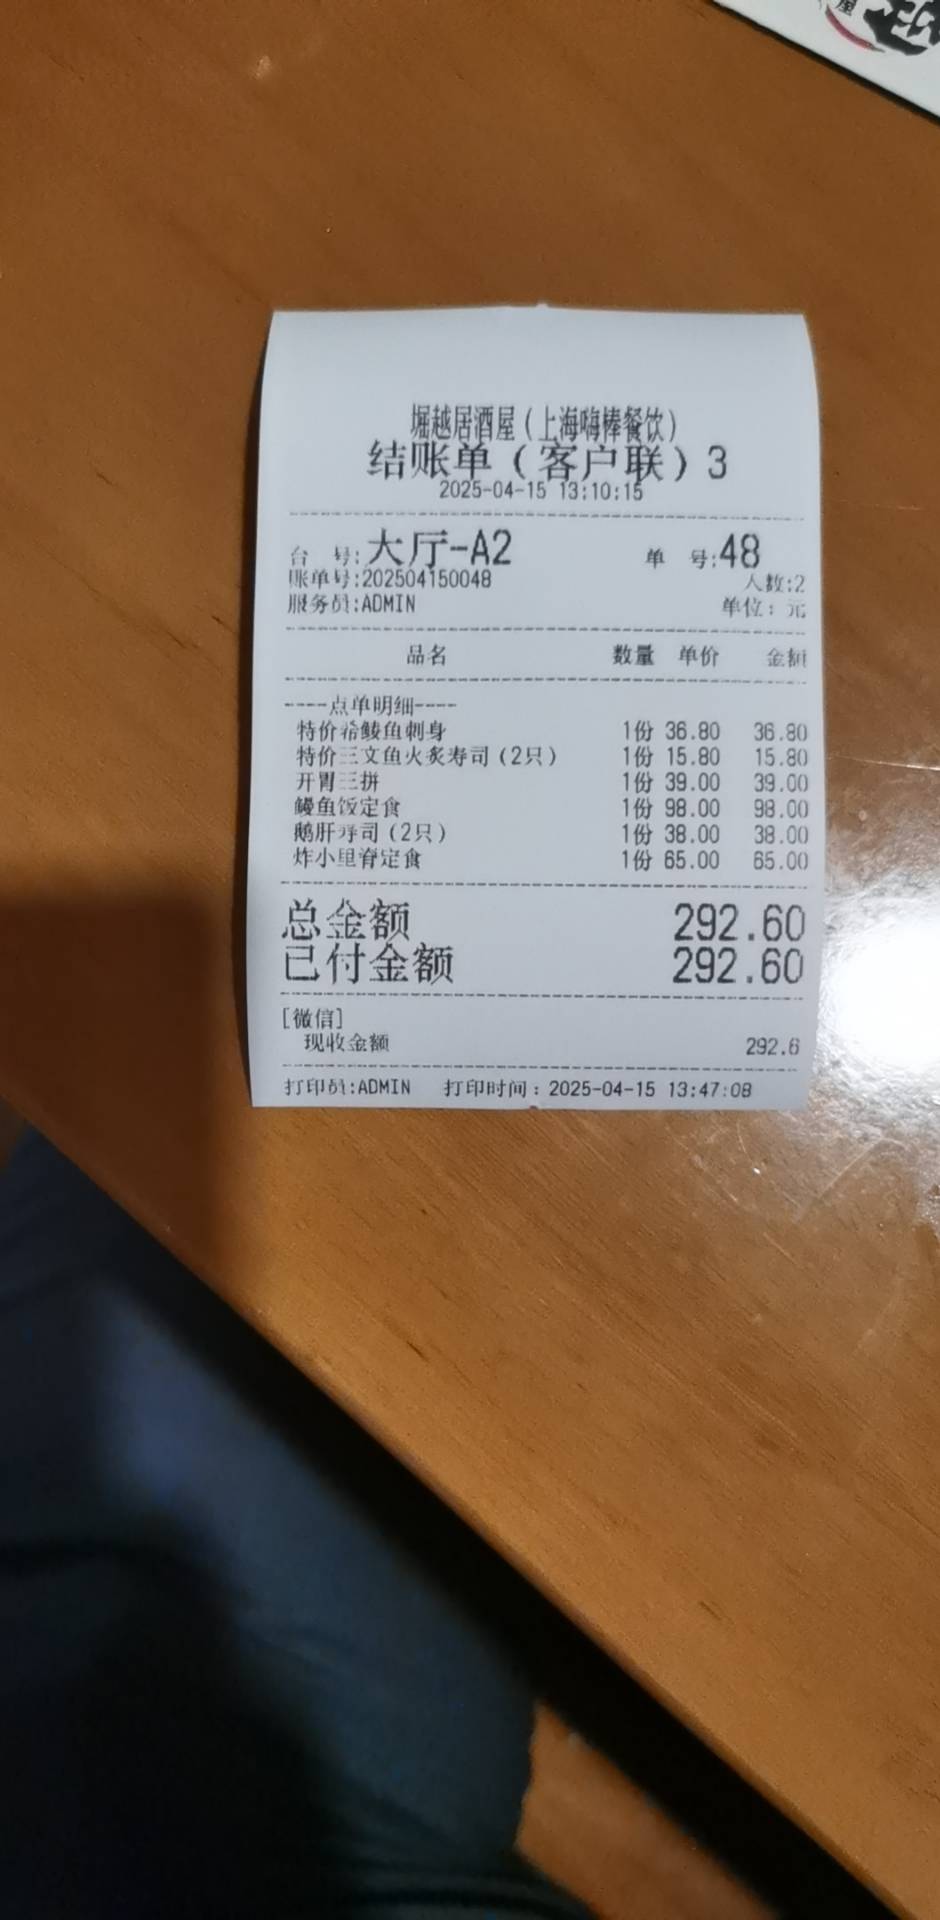 屋
堀越居酒屋（上海嗨棒餐饮）
结账单（客户联）3
2025-04-15 13:10:15
台 号:大厅-A2 单 号:48
账单号:202504150048 人数:2
服务员:ADMIN 单位: 元
品名 数量 单价 金额
----点单明细----
特价希鲮鱼刺身 1份 36.80 36.80
特价三文鱼火炙寿司(2只) 1份 15.80 15.80
开胃三拼 1份 39.00 39.00
鳗鱼饭定食 1份 98.00 98.00
鹅肝寿司(2只) 1份 38.00 38.00
炸小里脊定食 1份 65.00 65.00
总金额 292.60
已付金额 292.60
[微信]
现收金额 292.6
打印员:ADMIN 打印时间: 2025-04-15 13:47:08